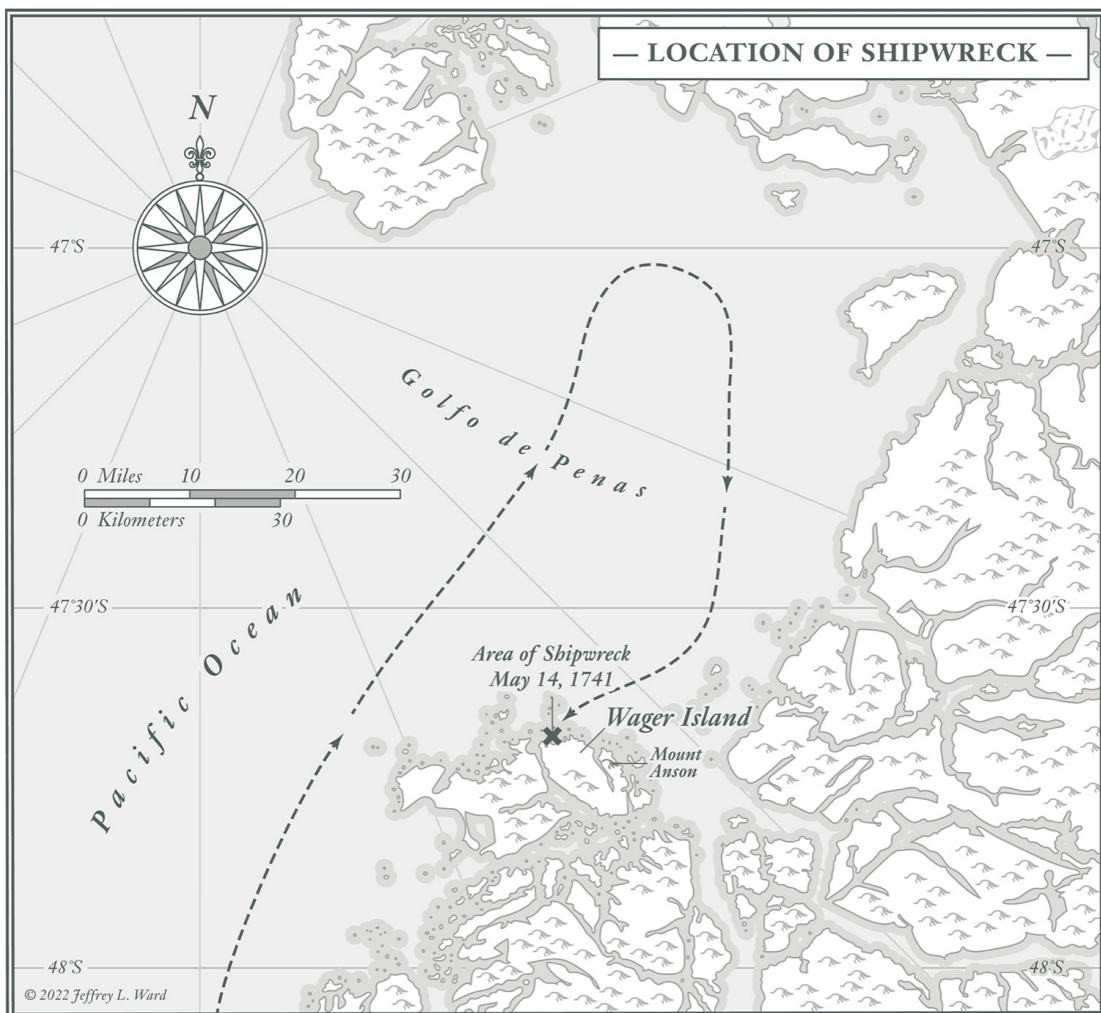 — LOCATION OF SHIPWRECK —
N
47°S
47°S
Golfo de Penas
0 Miles 10 20 30
0 Kilometers 30
47°30'S
47°30'S
Pacific Ocean
Area of Shipwreck
May 14, 1741
Wager Island
Mount
Anson
48°S
48°S
© 2022 Jeffrey L. Ward